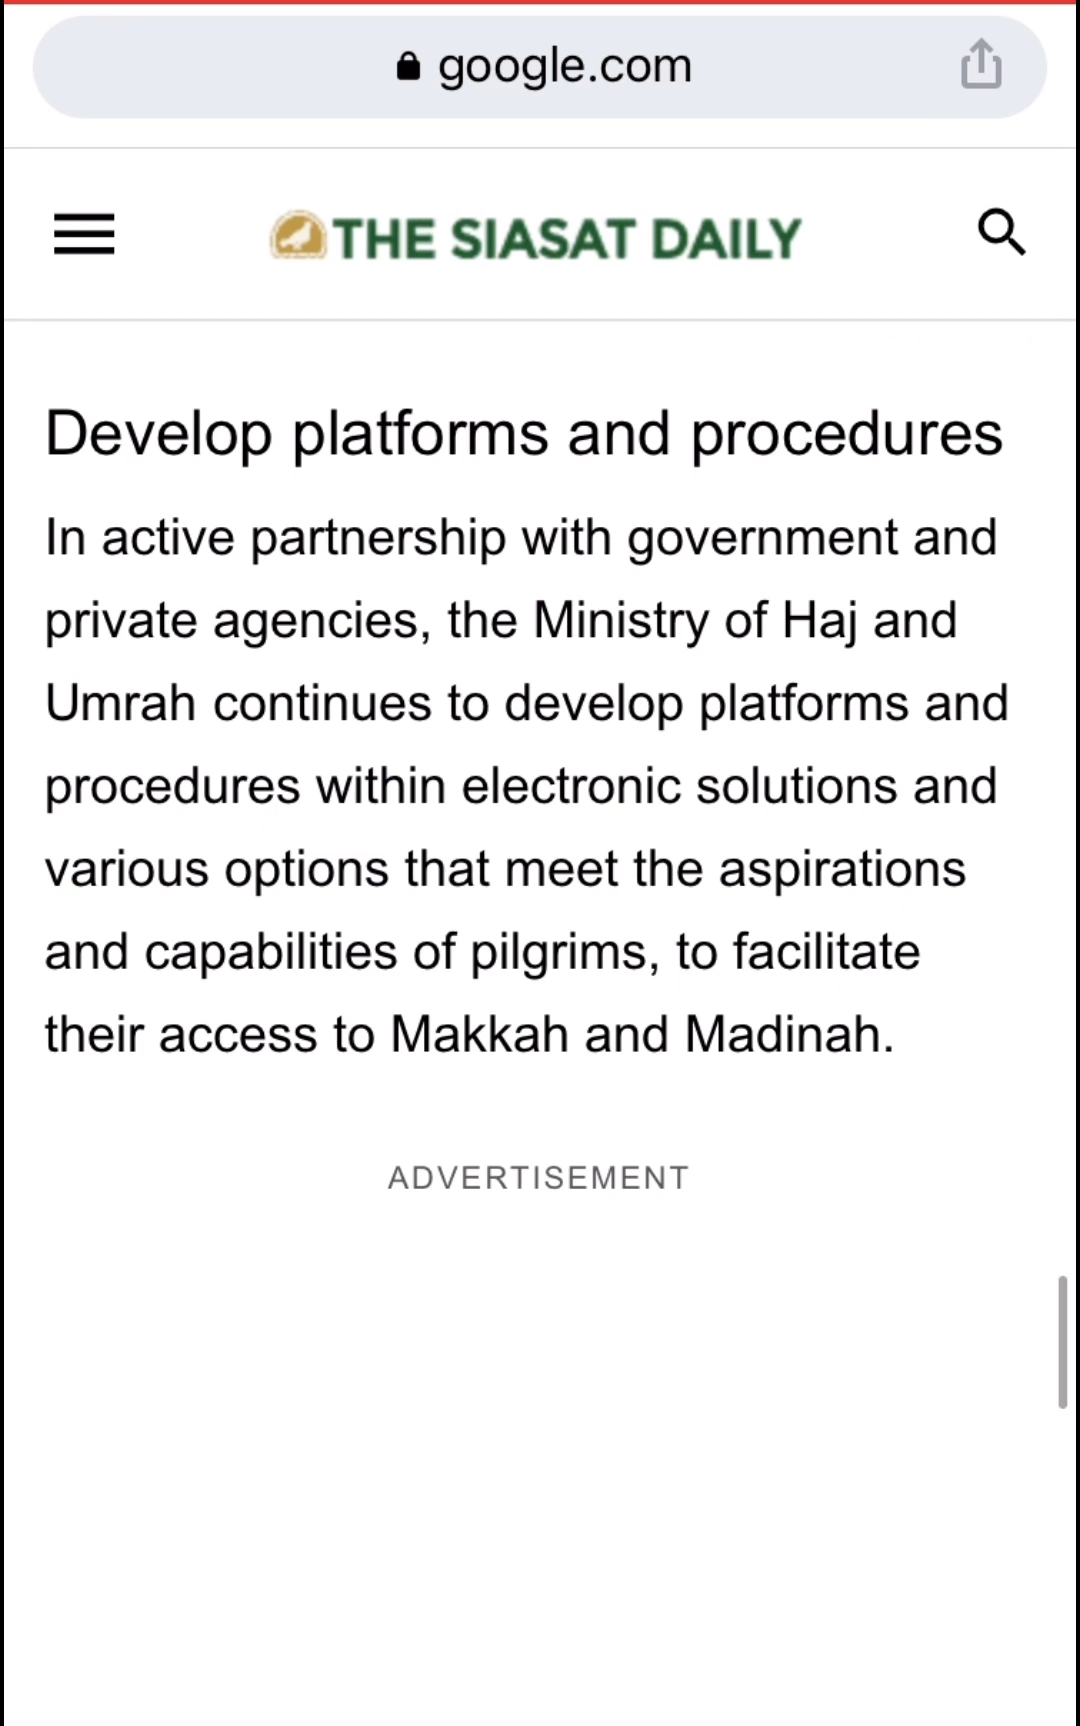 google.com
THE SIASAT DAILY
Develop platforms and procedures
In active partnership with government and
private agencies, the Ministry of Haj and
Umrah continues to develop platforms and
procedures within electronic solutions and
various options that meet the aspirations
and capabilities of pilgrims, to facilitate
their access to Makkah and Madinah.
ADVERTISEMENT